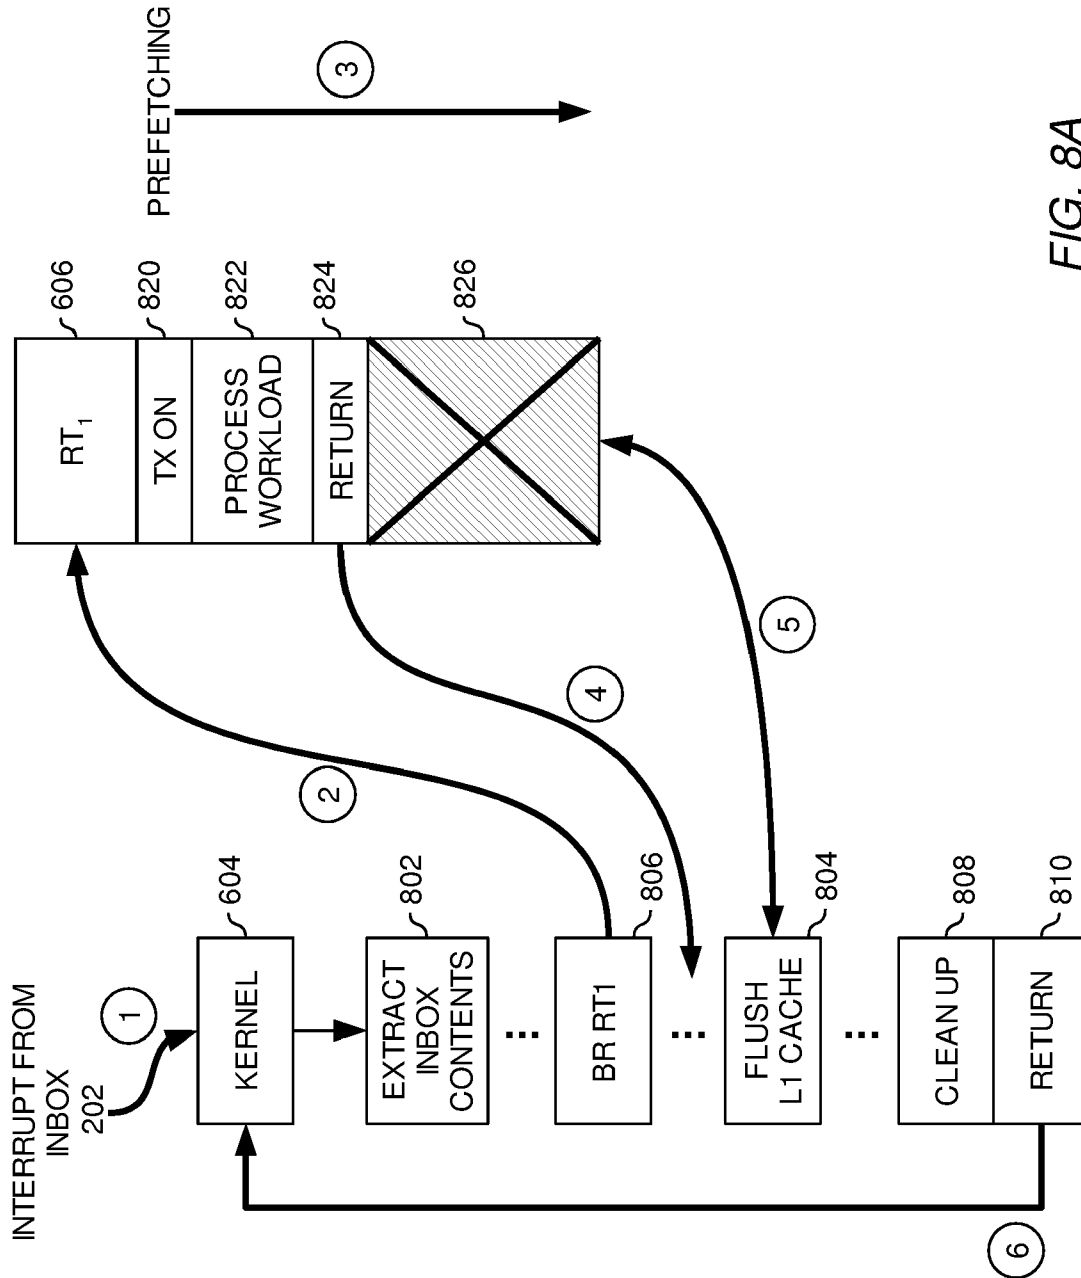 INTERRUPT FROM
INBOX
202
1
KERNEL
604
EXTRACT
INBOX
CONTENTS
802
...
BR RT1
806
...
FLUSH
L1 CACHE
804
...
CLEAN UP
808
RETURN
810
6
2
4
5
RT1
606
TX ON
820
PROCESS
WORKLOAD
822
RETURN
824
826
PREFETCHING
3
FIG. 8A